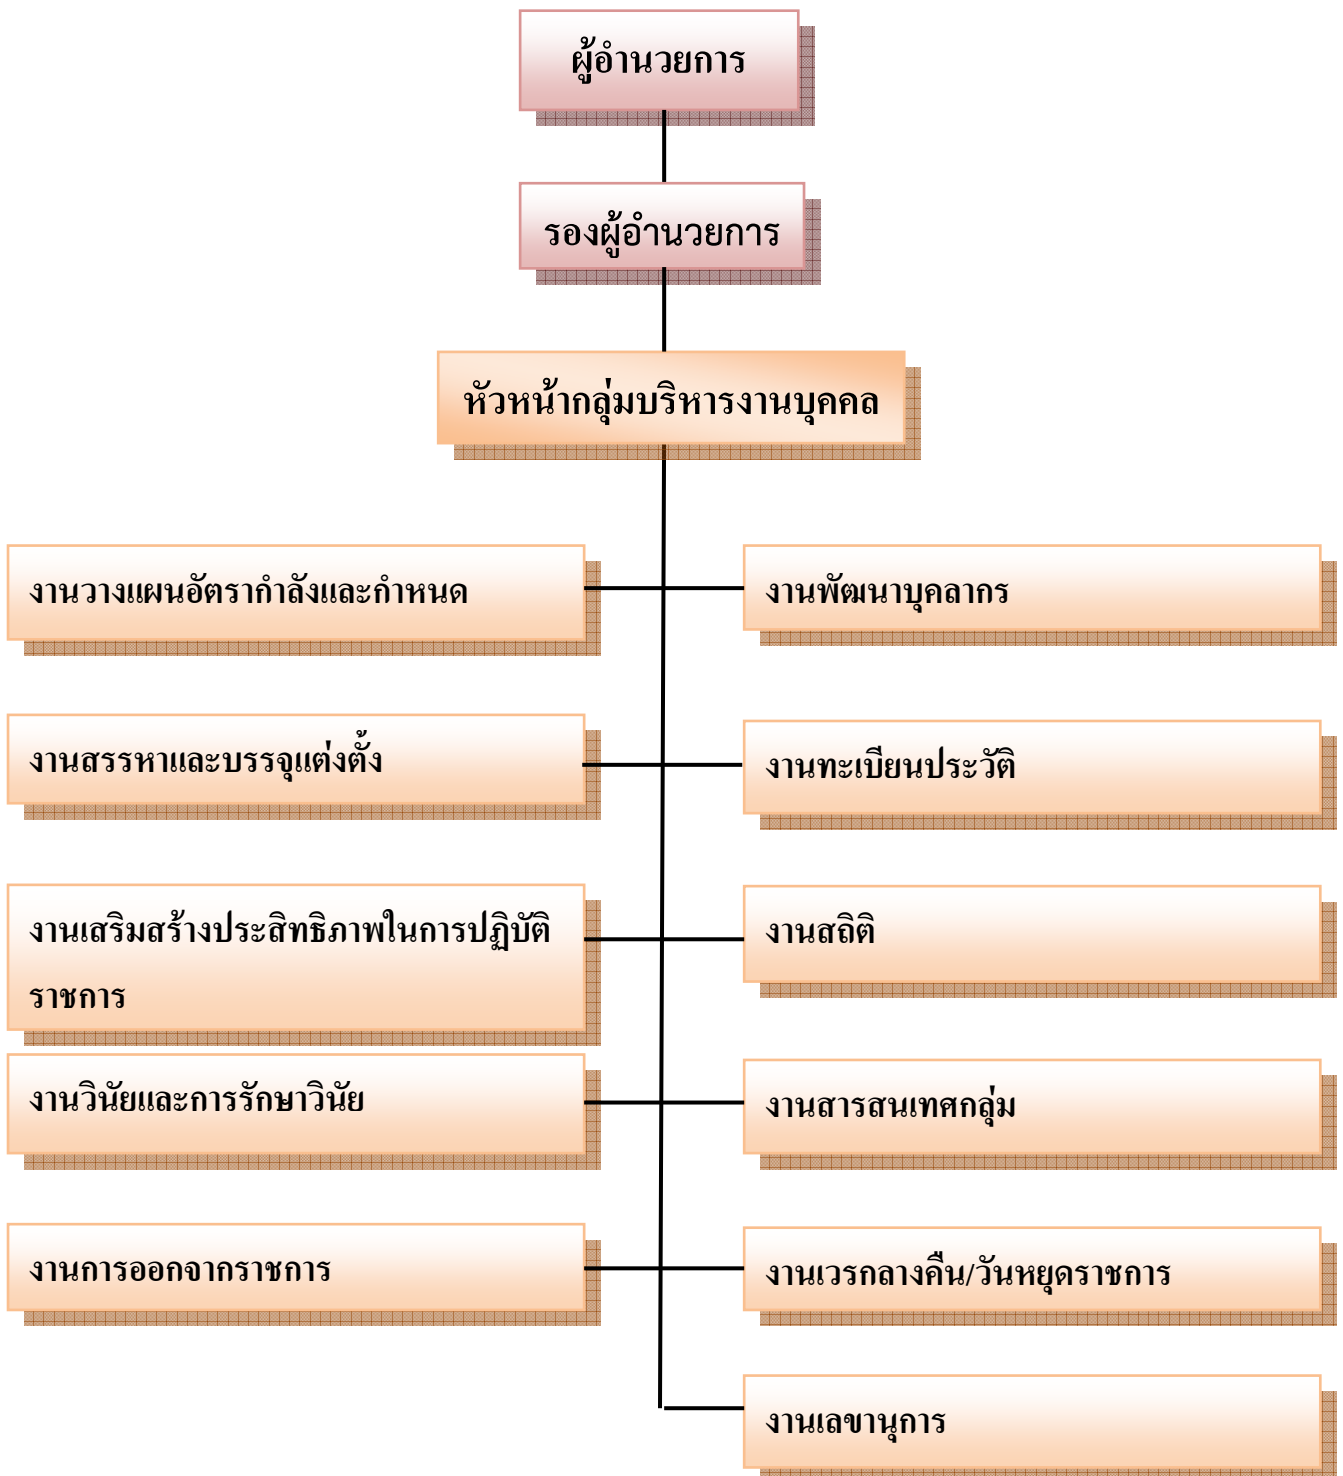 ผู้อำนวยการ
รองผู้อำนวยการ
หัวหน้ากลุ่มบริหารงานบุคคล
งานวางแผนอัตรากำลังและกำหนด
งานพัฒนาบุคลากร
งานสรรหาและบรรจุแต่งตั้ง
งานทะเบียนประวัติ
งานเสริมสร้างประสิทธิภาพในการปฏิบัติ
ราชการ
งานสถิติ
งานวินัยและการรักษาวินัย
งานสารสนเทศกลุ่ม
งานการออกจากราชการ
งานเวรกลางคืน/วันหยุดราชการ
งานเลขานุการ